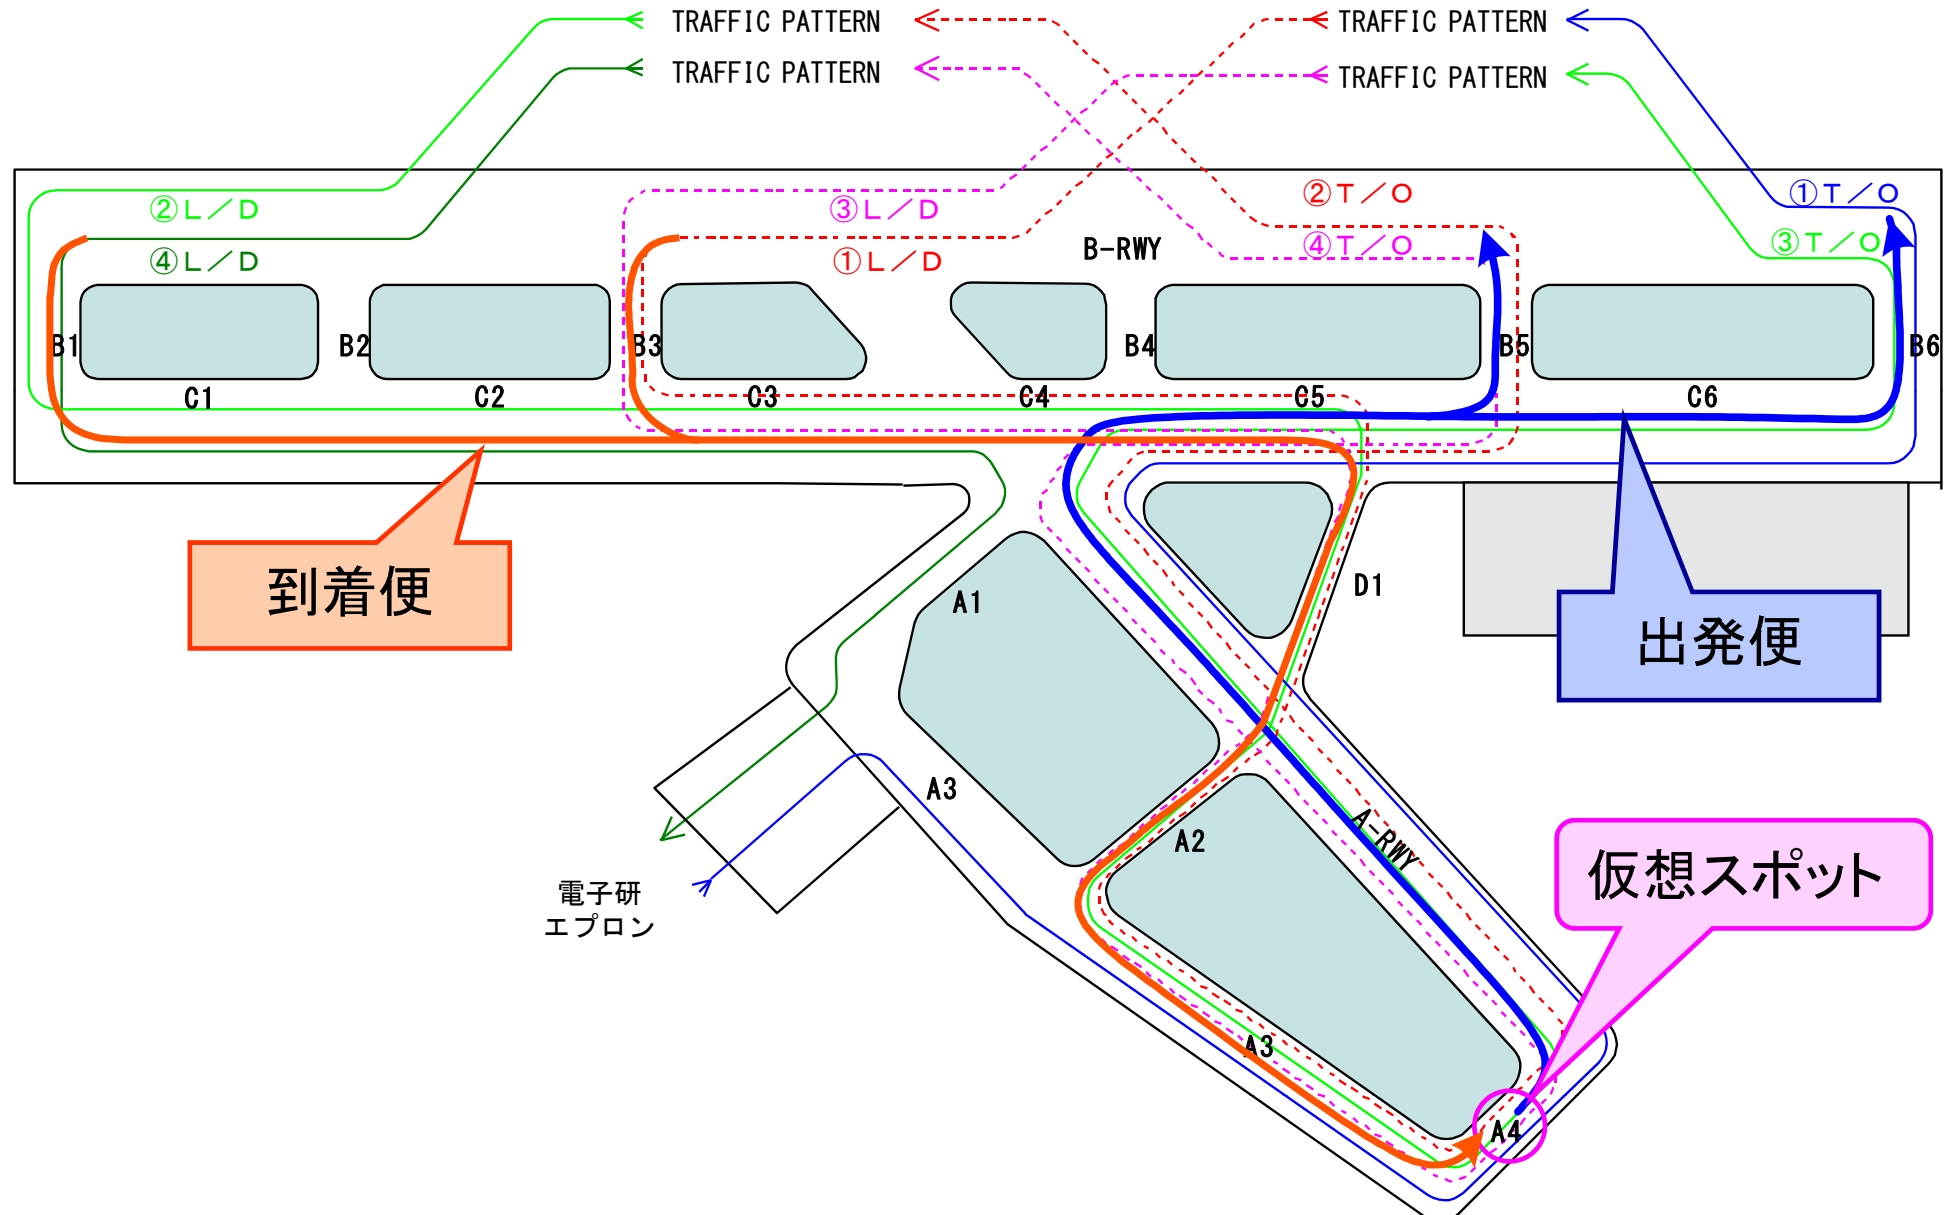 TRAFFIC PATTERN
TRAFFIC PATTERN
TRAFFIC PATTERN
TRAFFIC PATTERN
②L／D
③L／D
②T／O
①T／O
④L／D
①L／D
B-RWY
④T／O
③T／O
B1
B2
B3
B4
B5
B6
C1
C2
C3
C4
C5
C6
到着便
A1
D1
出発便
A3
A2
A-RWY
仮想スポット
電子研
エプロン
A3
A4